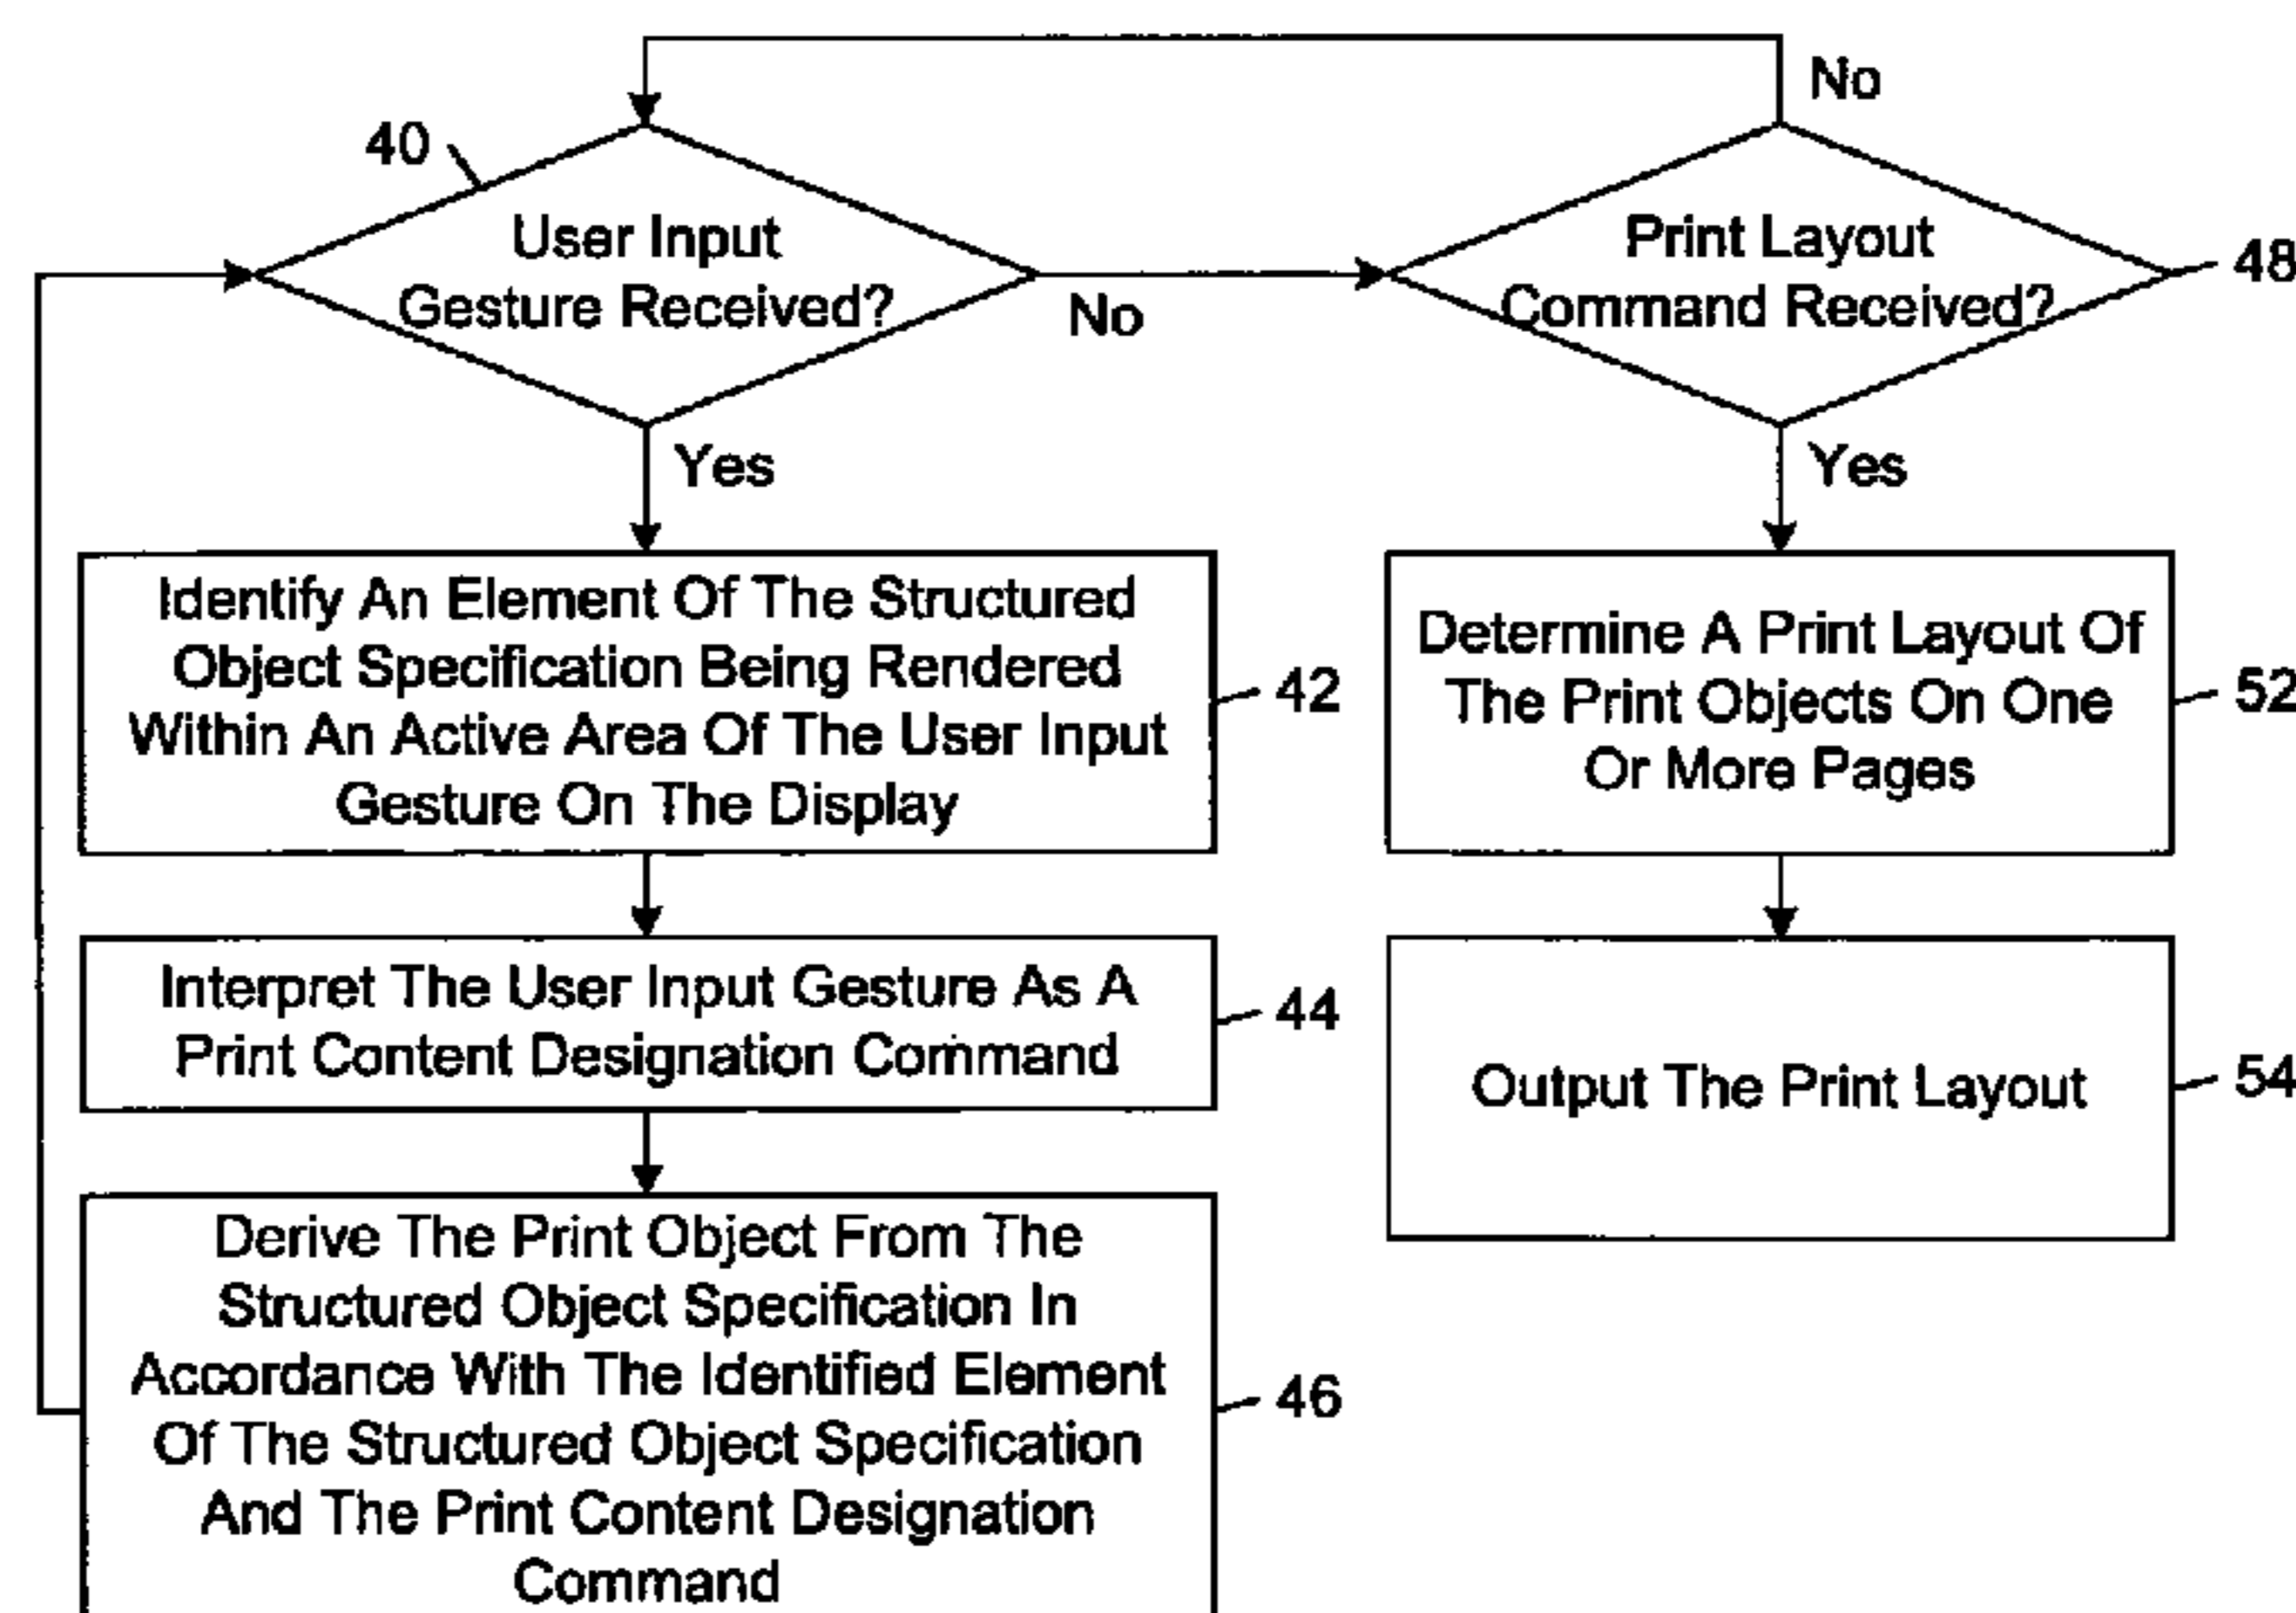 No
40
User Input
Gesture Received?
No
Print Layout
Command Received?
48
Yes
Yes
Identify An Element Of The Structured
Object Specification Being Rendered
Within An Active Area Of The User Input
Gesture On The Display
42
Determine A Print Layout Of
The Print Objects On One
Or More Pages
52
Interpret The User Input Gesture As A
Print Content Designation Command
44
Output The Print Layout
54
Derive The Print Object From The
Structured Object Specification In
Accordance With The Identified Element
Of The Structured Object Specification
And The Print Content Designation
Command
46